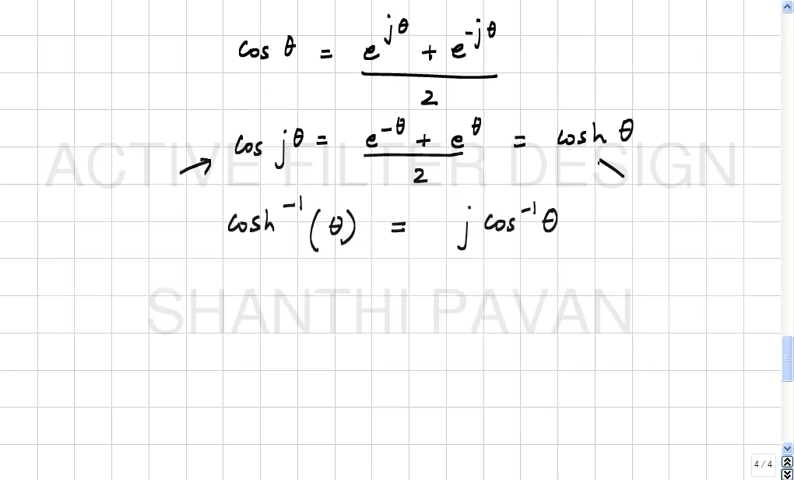 cos θ = e^{jθ} + e^{-jθ} / 2
cos jθ = e^{-θ} + e^{θ} / 2 = cosh θ
ACTIVE FILTER DESIGN
cosh^{-1}(θ) = j cos^{-1} θ
SHANTHI PAVAN
4 / 4